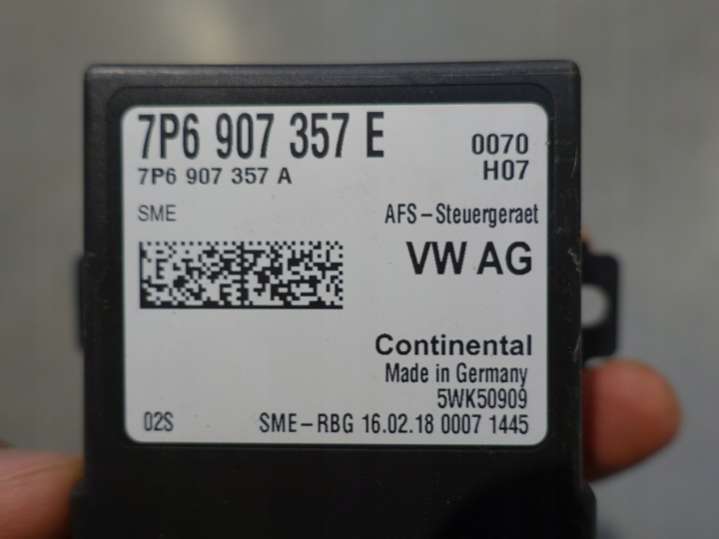 7P6 907 357 E
0070
7P6 907 357 A
H07
SME
AFS-Steuergeraet
VW AG
Continental
Made in Germany
5WK50909
02S
SME-RBG 16.02.18 0007 1445